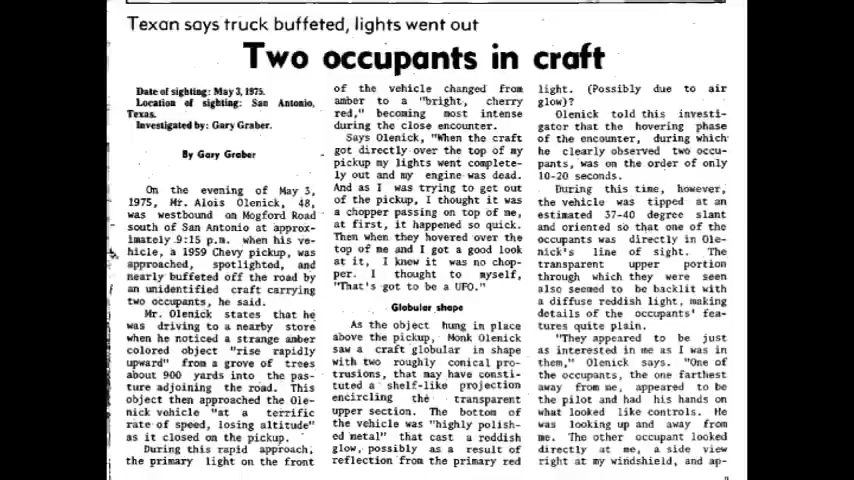 Texan says truck buffeted, lights went out
Two occupants in craft
Date of sighting: May 3, 1975.
Location of sighting: San Antonio,
Texas.
Investigated by: Gary Graber.
By Gary Graber
On the evening of May 3,
1975, Mr. Alois Olenick, 48,
was westbound on Mogford Road
south of San Antonio at approx-
imately 9:15 p.m. when his ve-
hicle, a 1959 Chevy pickup, was
approached, spotlighted, and
nearly buffeted off the road by
an unidentified craft carrying
two occupants, he said.
Mr. Olenick states that he
was driving to a nearby store
when he noticed a strange amber
colored object "rise rapidly
upward" from a grove of trees
about 900 yards into the pas-
ture adjoining the road. This
object then approached the Ole-
nick vehicle "at a terrific
rate of speed, losing altitude"
as it closed on the pickup.
During this rapid approach,
the primary light on the front
of the vehicle changed from
amber to a "bright, cherry
red," becoming most intense
during the close encounter.
Says Olenick, "When the craft
got directly over the top of my
pickup my lights went complete-
ly out and my engine was dead.
And as I was trying to get out
of the pickup, I thought it was
a chopper passing on top of me,
at first, it happened so quick.
Then when they hovered over the
top of me and I got a good look
at it, I knew it was no chop-
per. I thought to myself,
"That's got to be a UFO."
Globular shape
As the object hung in place
above the pickup, Monk Olenick
saw a craft globular in shape
with two roughly conical pro-
trusions, that may have consti-
tuted a shelf-like projection
encircling the transparent
upper section. The bottom of
the vehicle was "highly polish-
ed metal" that cast a reddish
glow, possibly as a result of
reflection from the primary red
light. (Possibly due to air
glow)?
Olenick told this investi-
gator that the hovering phase
of the encounter, during which
he clearly observed two occu-
pants, was on the order of only
10-20 seconds.
During this time, however,
the vehicle was tipped at an
estimated 37-40 degree slant
and oriented so that one of the
occupants was directly in Ole-
nick's line of sight. The
transparent upper portion
through which they were seen
also seemed to be backlit with
a diffuse reddish light, making
details of the occupants' fea-
tures quite plain.
"They appeared to be just
as interested in me as I was in
them," Olenick says. "One of
the occupants, the one farthest
away from me, appeared to be
the pilot and had his hands on
what looked like controls. He
was looking up and away from
me. The other occupant looked
directly at me, a side view
right at my windshield, and ap-